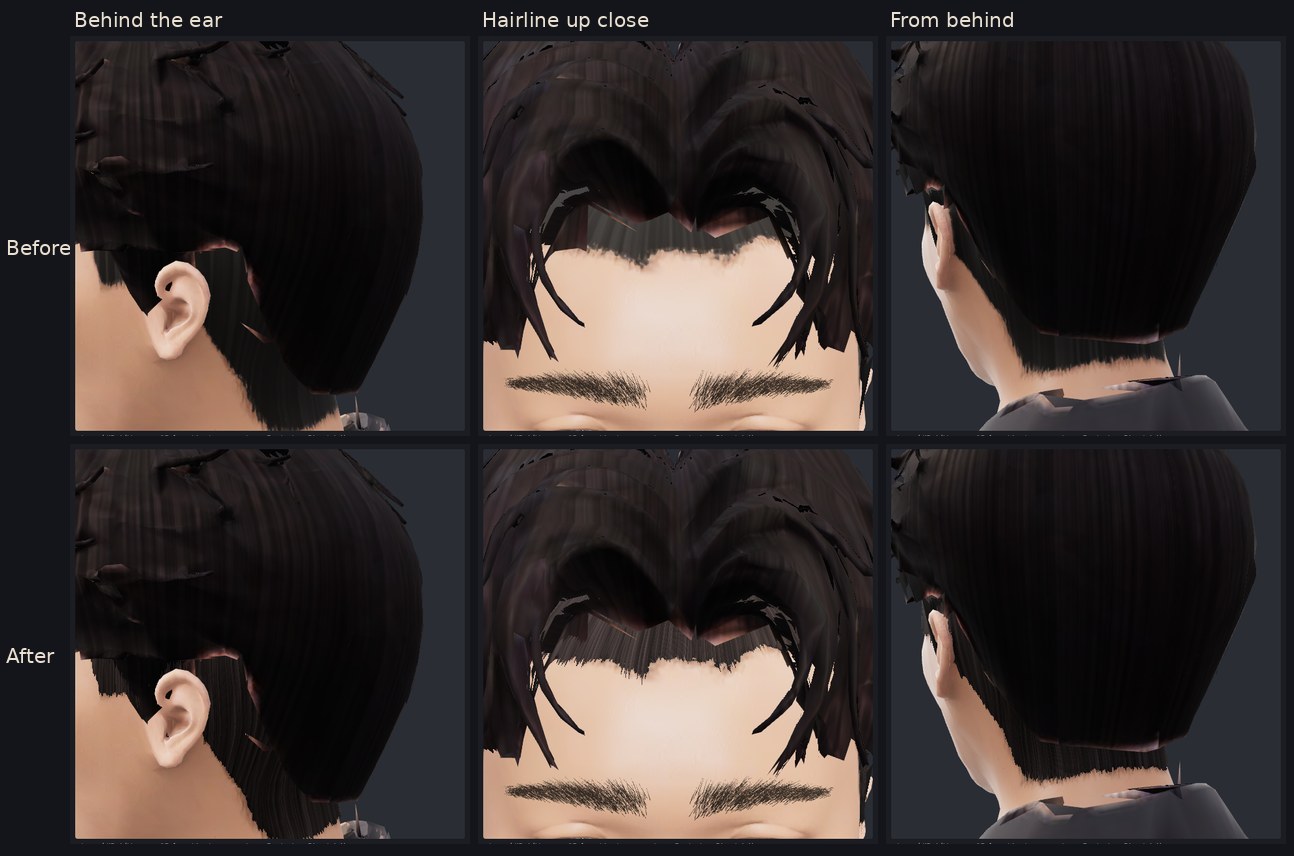 Behind the ear
Hairline up close
From behind
Before
After